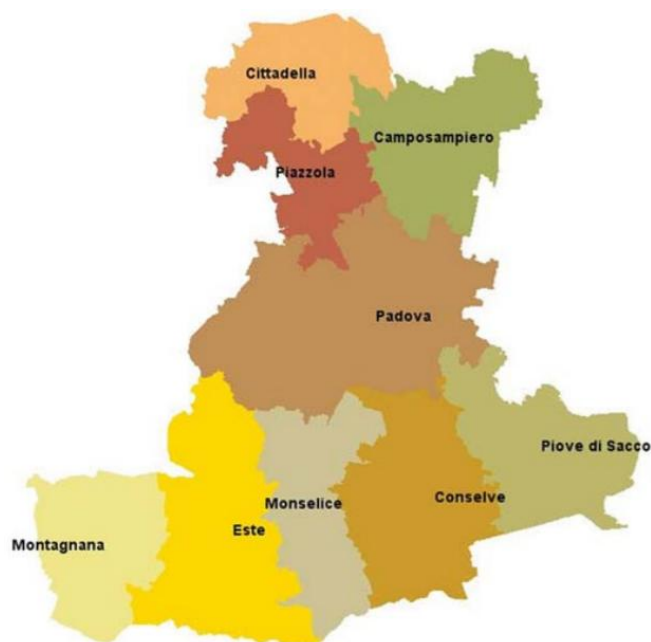 Cittadella
Camposampiero
Piazzola
Padova
Piove di Sacco
Monselice
Conselve
Este
Montagnana